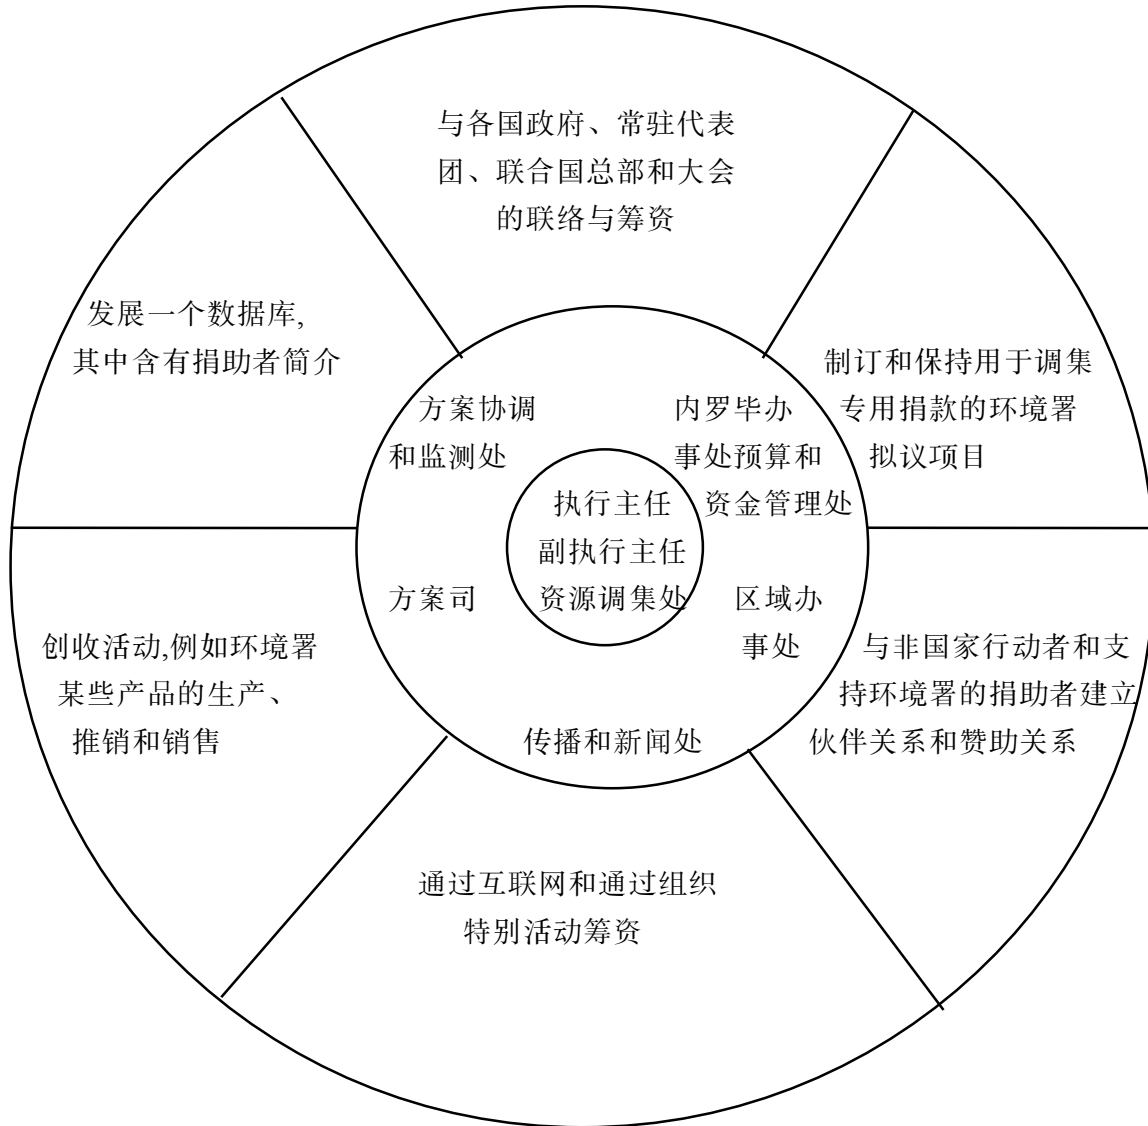 与各国政府、常驻代表
团、联合国总部和大会
的联络与筹资
发展一个数据库,
其中含有捐助者简介
制订和保持用于调集
专用捐款的环境署
拟议项目
方案协调
和监测处
内罗毕办
事处预算和
资金管理处
执行主任
副执行主任
资源调集处
方案司
区域办
事处
创收活动,例如环境署
某些产品的生产、
推销和销售
与非国家行动者和支
持环境署的捐助者建立
伙伴关系和赞助关系
传播和新闻处
通过互联网和通过组织
特别活动筹资